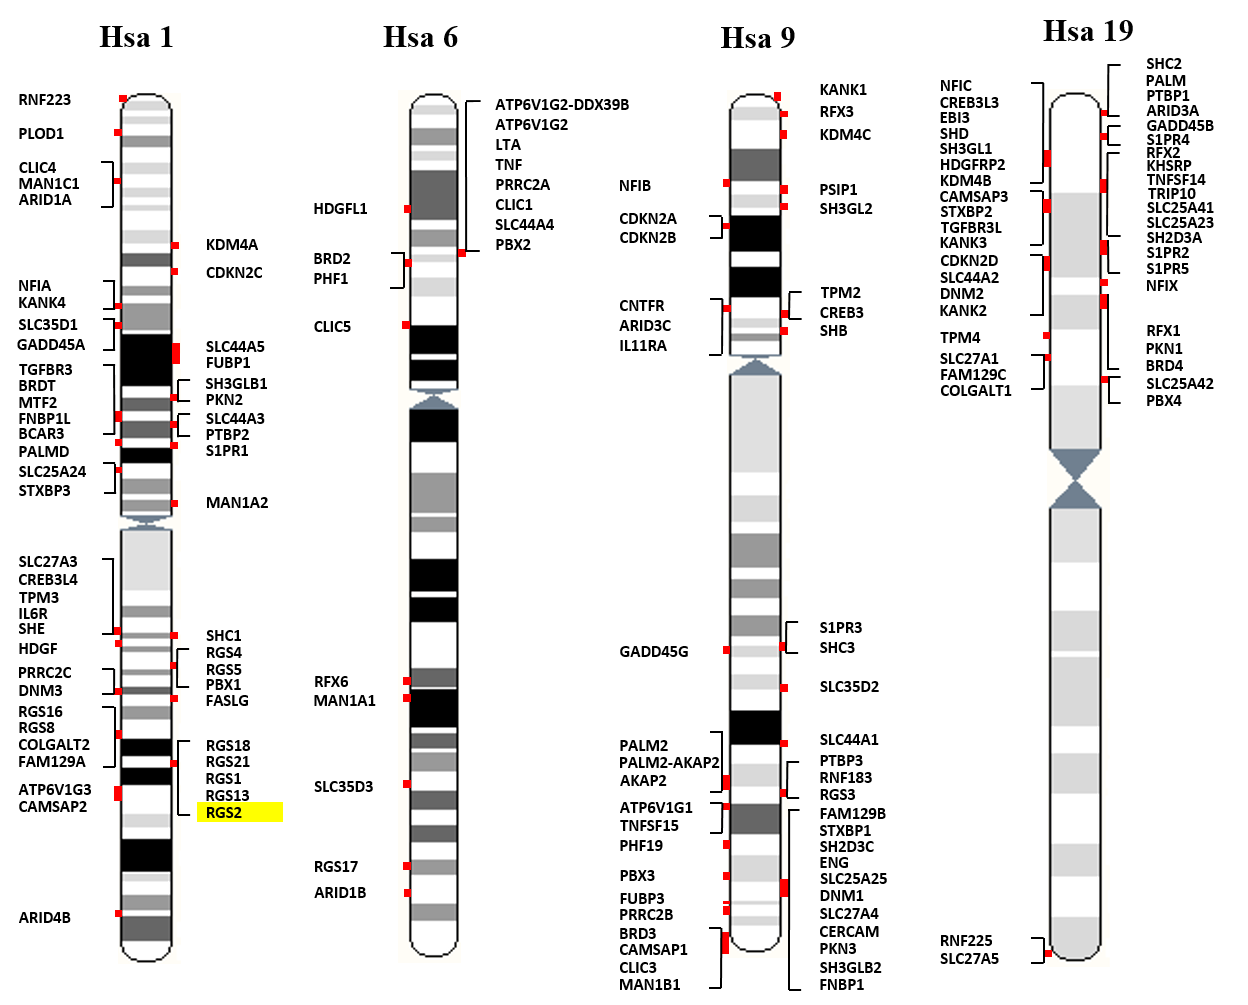 Hsa 1
RNF223
PLOD1
CLIC4
MAN1C1
ARID1A
NFIA
KANK4
SLC35D1
GADD45A
TGFBR3
BRDT
MTF2
FNBP1L
BCAR3
PALMD
SLC25A24
STXBP3
SLC27A3
CREB3L4
TPM3
IL6R
SHE
HDGF
PRRC2C
DNM3
RGS16
RGS8
COLGALT2
FAM129A
ATP6V1G3
CAMSAP2
ARID4B
KDM4A
CDKN2C
SLC44A5
FUBP1
SH3GLB1
PKN2
SLC44A3
PTBP2
S1PR1
MAN1A2
SHC1
RGS4
RGS5
PBX1
FASLG
RGS18
RGS21
RGS1
RGS13
RGS2
Hsa 6
HDGFL1
BRD2
PHF1
CLIC5
RFX6
MAN1A1
SLC35D3
RGS17
ARID1B
ATP6V1G2-DDX39B
ATP6V1G2
LTA
TNF
PRRC2A
CLIC1
SLC44A4
PBX2
Hsa 9
NFIB
CDKN2A
CDKN2B
CNTFR
ARID3C
IL11RA
GADD45G
PALM2
PALM2-AKAP2
AKAP2
ATP6V1G1
TNFSF15
PHF19
PBX3
FUBP3
PRRC2B
BRD3
CAMSAP1
CLIC3
MAN1B1
KANK1
RFX3
KDM4C
PSIP1
SH3GL2
TPM2
CREB3
SHB
S1PR3
SHC3
SLC35D2
SLC44A1
PTBP3
RNF183
RGS3
FAM129B
STXBP1
SH2D3C
ENG
SLC25A25
DNM1
SLC27A4
CERCAM
PKN3
SH3GLB2
FNBP1
Hsa 19
NFIC
CREB3L3
EBI3
SHD
SH3GL1
HDGFRP2
KDM4B
CAMSAP3
STXBP2
TGFBR3L
KANK3
CDKN2D
SLC44A2
DNM2
KANK2
TPM4
SLC27A1
FAM129C
COLGALT1
RNF225
SLC27A5
SHC2
PALM
PTBP1
ARID3A
GADD45B
S1PR4
RFX2
KHSRP
TNFSF14
TRIP10
SLC25A41
SLC25A23
SH2D3A
S1PR2
S1PR5
NFIX
RFX1
PKN1
BRD4
SLC25A42
PBX4